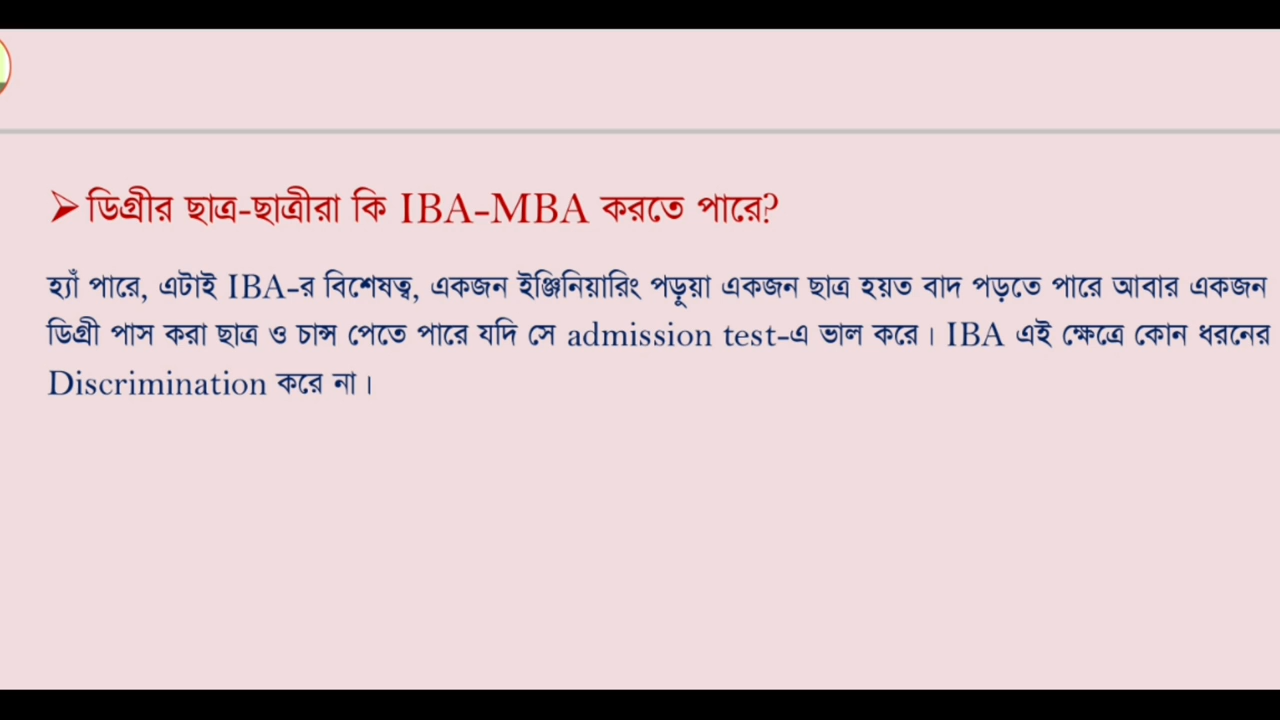 ➢ ডিগ্রীর ছাত্র-ছাত্রীরা কি IBA-MBA করতে পারে?
হ্যাঁ পারে, এটাই IBA-র বিশেষত্ব, একজন ইঞ্জিনিয়ারিং পড়ূয়া একজন ছাত্র হয়ত বাদ পড়তে পারে আবার একজন
ডিগ্রী পাস করা ছাত্র ও চান্স পেতে পারে যদি সে admission test-এ ভাল করে। IBA এই ক্ষেত্রে কোন ধরনের
Discrimination করে না।